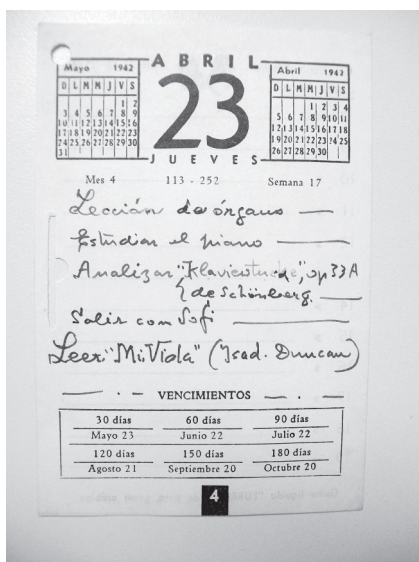 ABRIL
Mayo 1942
D L M M J V S
1 2
3 4 5 6 7 8 9
10 11 12 13 14 15 16
17 18 19 20 21 22 23
24 25 26 27 28 29 30
31
23
Abril 1942
D L M M J V S
1 2 3 4
5 6 7 8 9 10 11
12 13 14 15 16 17 18
19 20 21 22 23 24 25
26 27 28 29 30
JUEVES
Mes 4 113 - 252 Semana 17
Lección de órgano —
Estudiar el piano —
Analizar "Klavierstücke", op 33 A
de Schönberg —
Salir con Sofi —
Leer "Mi Vida" (Isad. Duncan)
— · — VENCIMIENTOS — · —
30 días 60 días 90 días
Mayo 23 Junio 22 Julio 22
120 días 150 días 180 días
Agosto 21 Septiembre 20 Octubre 20
4